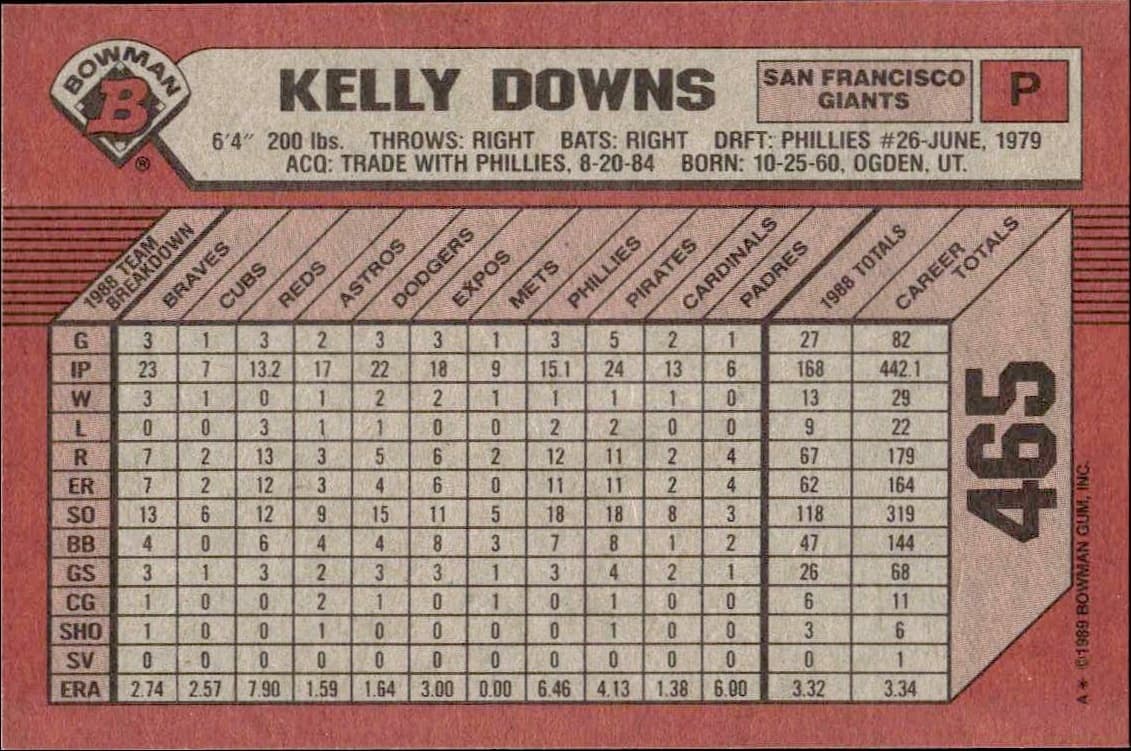 BOWMAN
B
®
KELLY DOWNS
SAN FRANCISCO
GIANTS
P
6'4" 200 lbs. THROWS: RIGHT BATS: RIGHT DRFT: PHILLIES #26-JUNE, 1979
ACQ: TRADE WITH PHILLIES, 8-20-84 BORN: 10-25-60, OGDEN, UT.
1988 TEAM BREAKDOWN BRAVES CUBS REDS ASTROS DODGERS EXPOS METS PHILLIES PIRATES CARDINALS PADRES 1988 TOTALS CAREER TOTALS
G 3 1 3 2 3 3 1 3 5 2 1 27 82
IP 23 7 13.2 17 22 18 9 15.1 24 13 6 168 442.1
W 3 1 0 1 2 2 1 1 1 1 0 13 29
L 0 0 3 1 1 0 0 2 2 0 0 9 22
R 7 2 13 3 5 6 2 12 11 2 4 67 179
ER 7 2 12 3 4 6 0 11 11 2 4 62 164
SO 13 6 12 9 15 11 5 18 18 8 3 118 319
BB 4 0 6 4 4 8 3 7 8 1 2 47 144
GS 3 1 3 2 3 3 1 3 4 2 1 26 68
CG 1 0 0 2 1 0 1 0 1 0 0 6 11
SHO 1 0 0 1 0 0 0 0 1 0 0 3 6
SV 0 0 0 0 0 0 0 0 0 0 0 0 1
ERA 2.74 2.57 7.90 1.59 1.64 3.00 0.00 6.46 4.13 1.38 6.00 3.32 3.34
465
A * ©1989 BOWMAN GUM, INC.